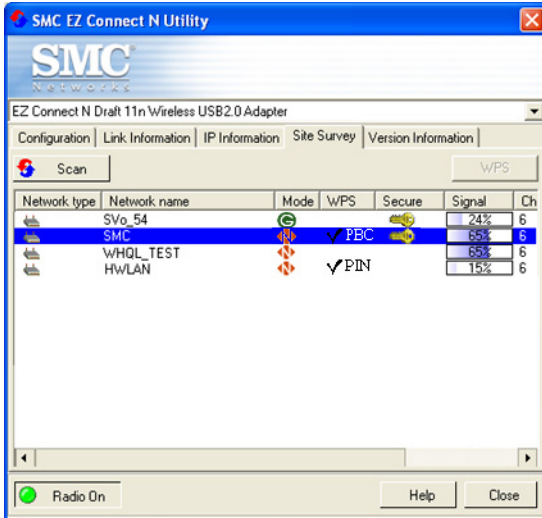 SMC EZ Connect N Utility
SMC®
Networks
EZ Connect N Draft 11n Wireless USB2.0 Adapter
Configuration Link Information IP Information Site Survey Version Information
Scan WPS
Network type Network name Mode WPS Secure Signal Ch
SVo_54 G 24% 6
SMC N PBC 65% 6
WHQL_TEST N 65% 6
HWLAN N PIN 15% 6
Radio On Help Close